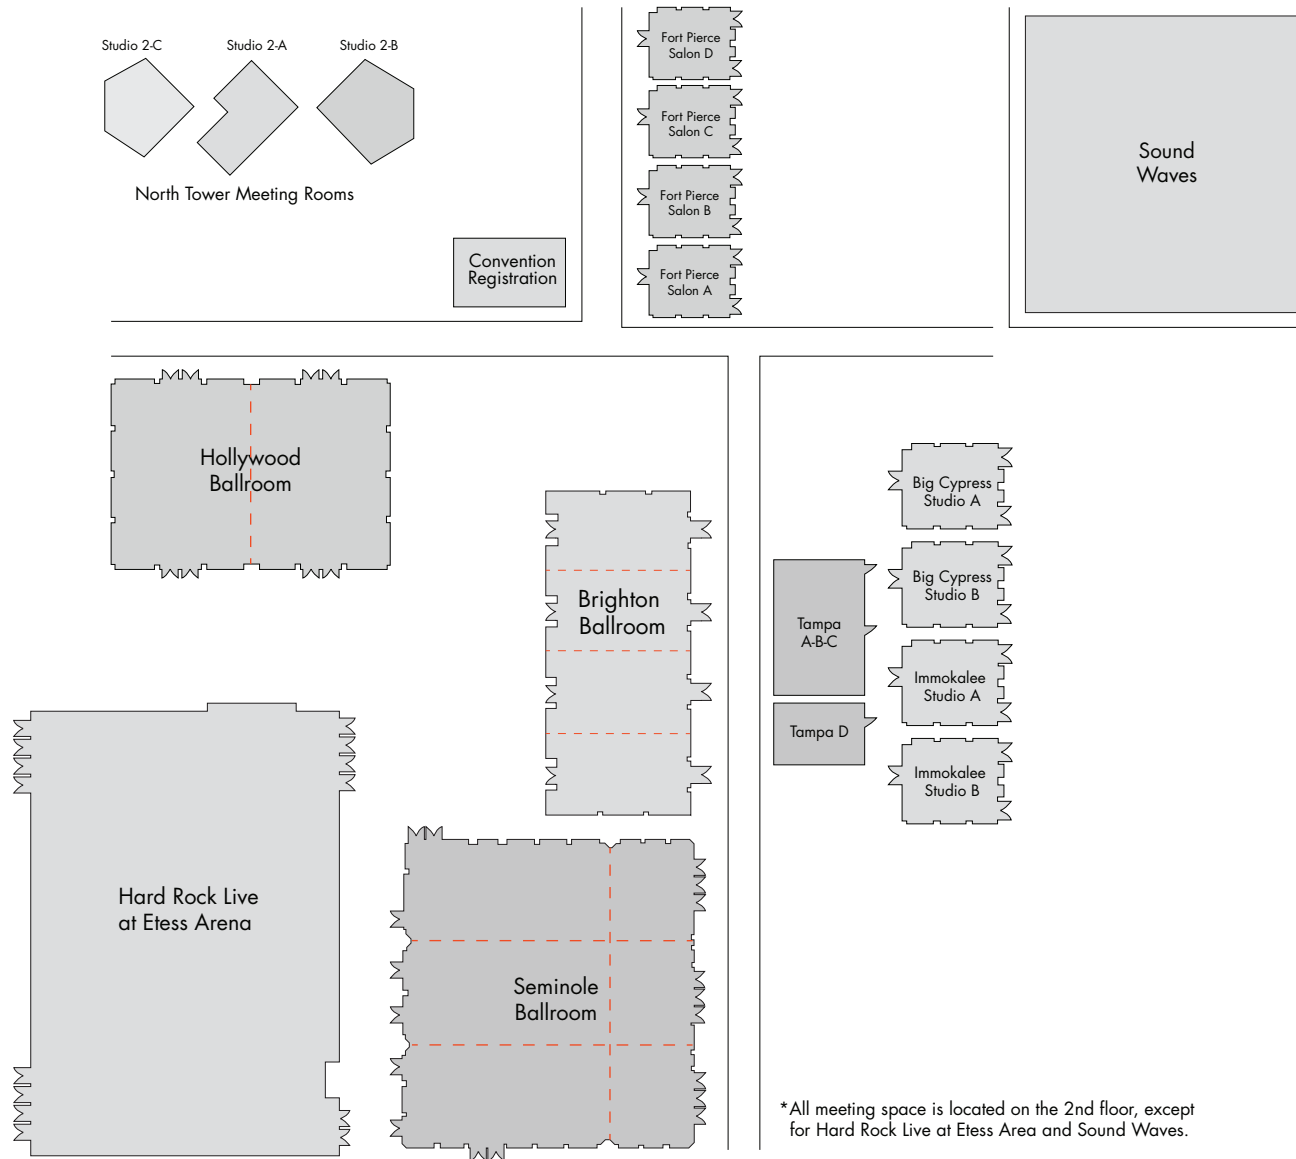 Studio 2-C
Studio 2-A
Studio 2-B
North Tower Meeting Rooms
Convention
Registration
Fort Pierce
Salon D
Fort Pierce
Salon C
Fort Pierce
Salon B
Fort Pierce
Salon A
Sound
Waves
Hollywood
Ballroom
Brighton
Ballroom
Tampa
A-B-C
Tampa D
Big Cypress
Studio A
Big Cypress
Studio B
Immokalee
Studio A
Immokalee
Studio B
Hard Rock Live
at Etess Arena
Seminole
Ballroom
*All meeting space is located on the 2nd floor, except
for Hard Rock Live at Etess Area and Sound Waves.